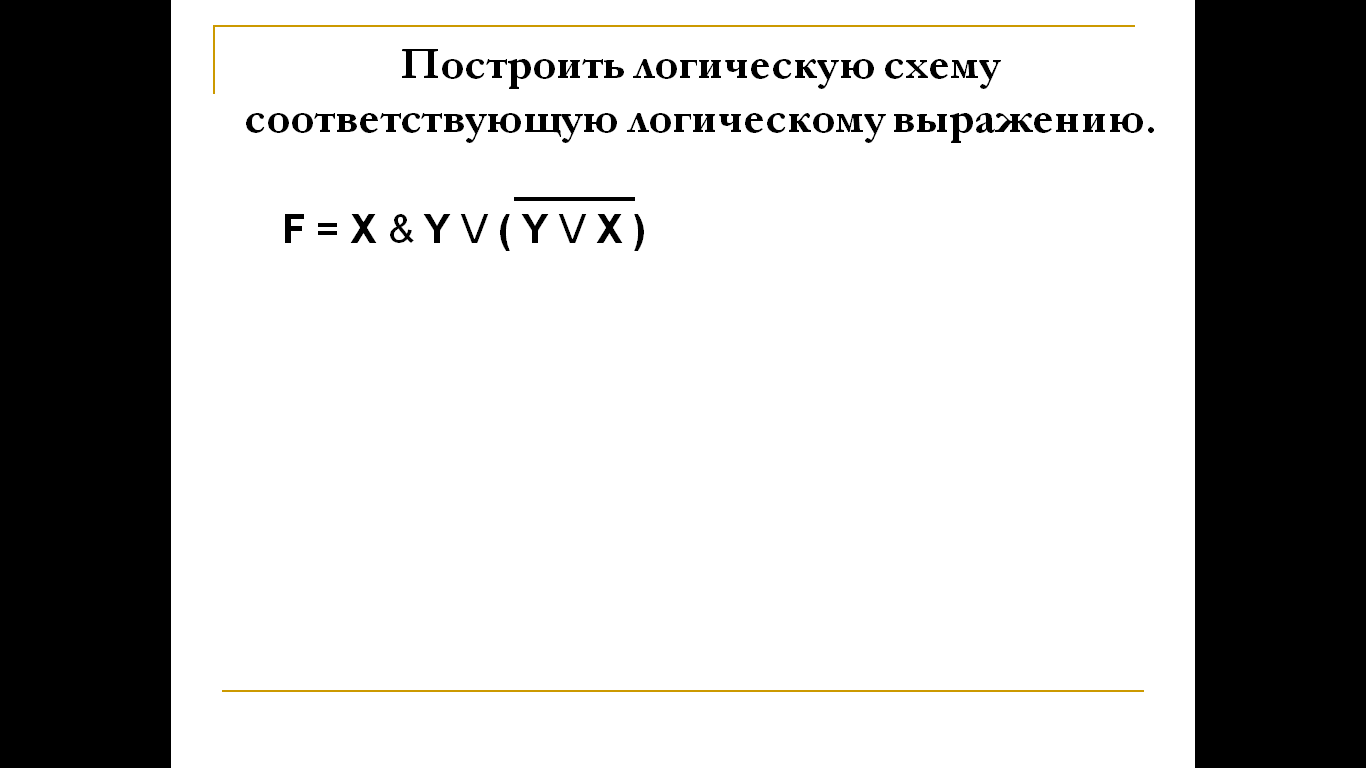 Построить логическую схему
соответствующую логическому выражению.
F = X & Y \/ ( Y̅ ̅\̅/̅ ̅X̅ )